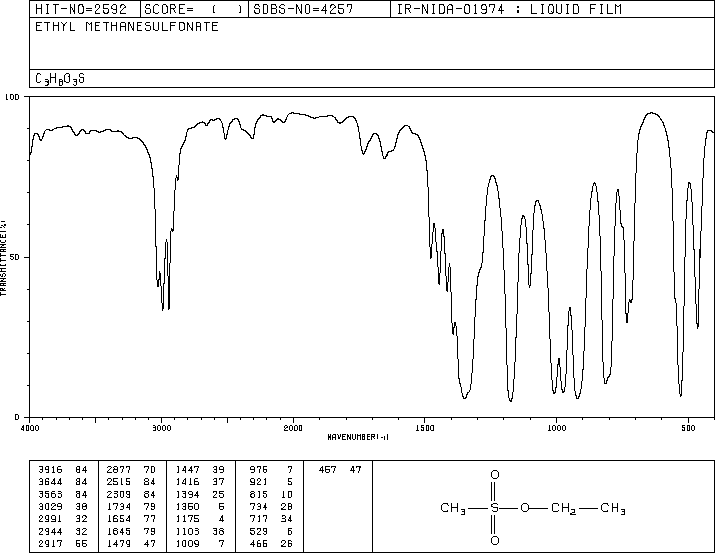 HIT-NO=2592 SCORE= ( ) SDBS-NO=4257 IR-NIDA-01974 : LIQUID FILM
ETHYL METHANESULFONATE
C3H8O3S
100
50
0
TRANSMITTANCE(%)
4000 3000 2000 1500 1000 500
3916 84 2877 70 1447 39 976 7 457 47
3644 84 2515 84 1416 37 921 5
3563 84 2309 84 1394 25 815 10
3029 38 1734 79 1350 5 734 28
2991 32 1654 77 1175 4 717 34
2944 32 1645 79 1103 38 529 6
2917 55 1479 47 1009 7 466 26
O
CH3 S O CH2 CH3
O